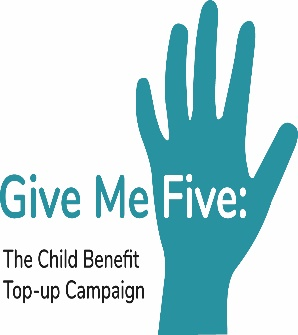 Give Me Five:
The Child Benefit
Top-up Campaign